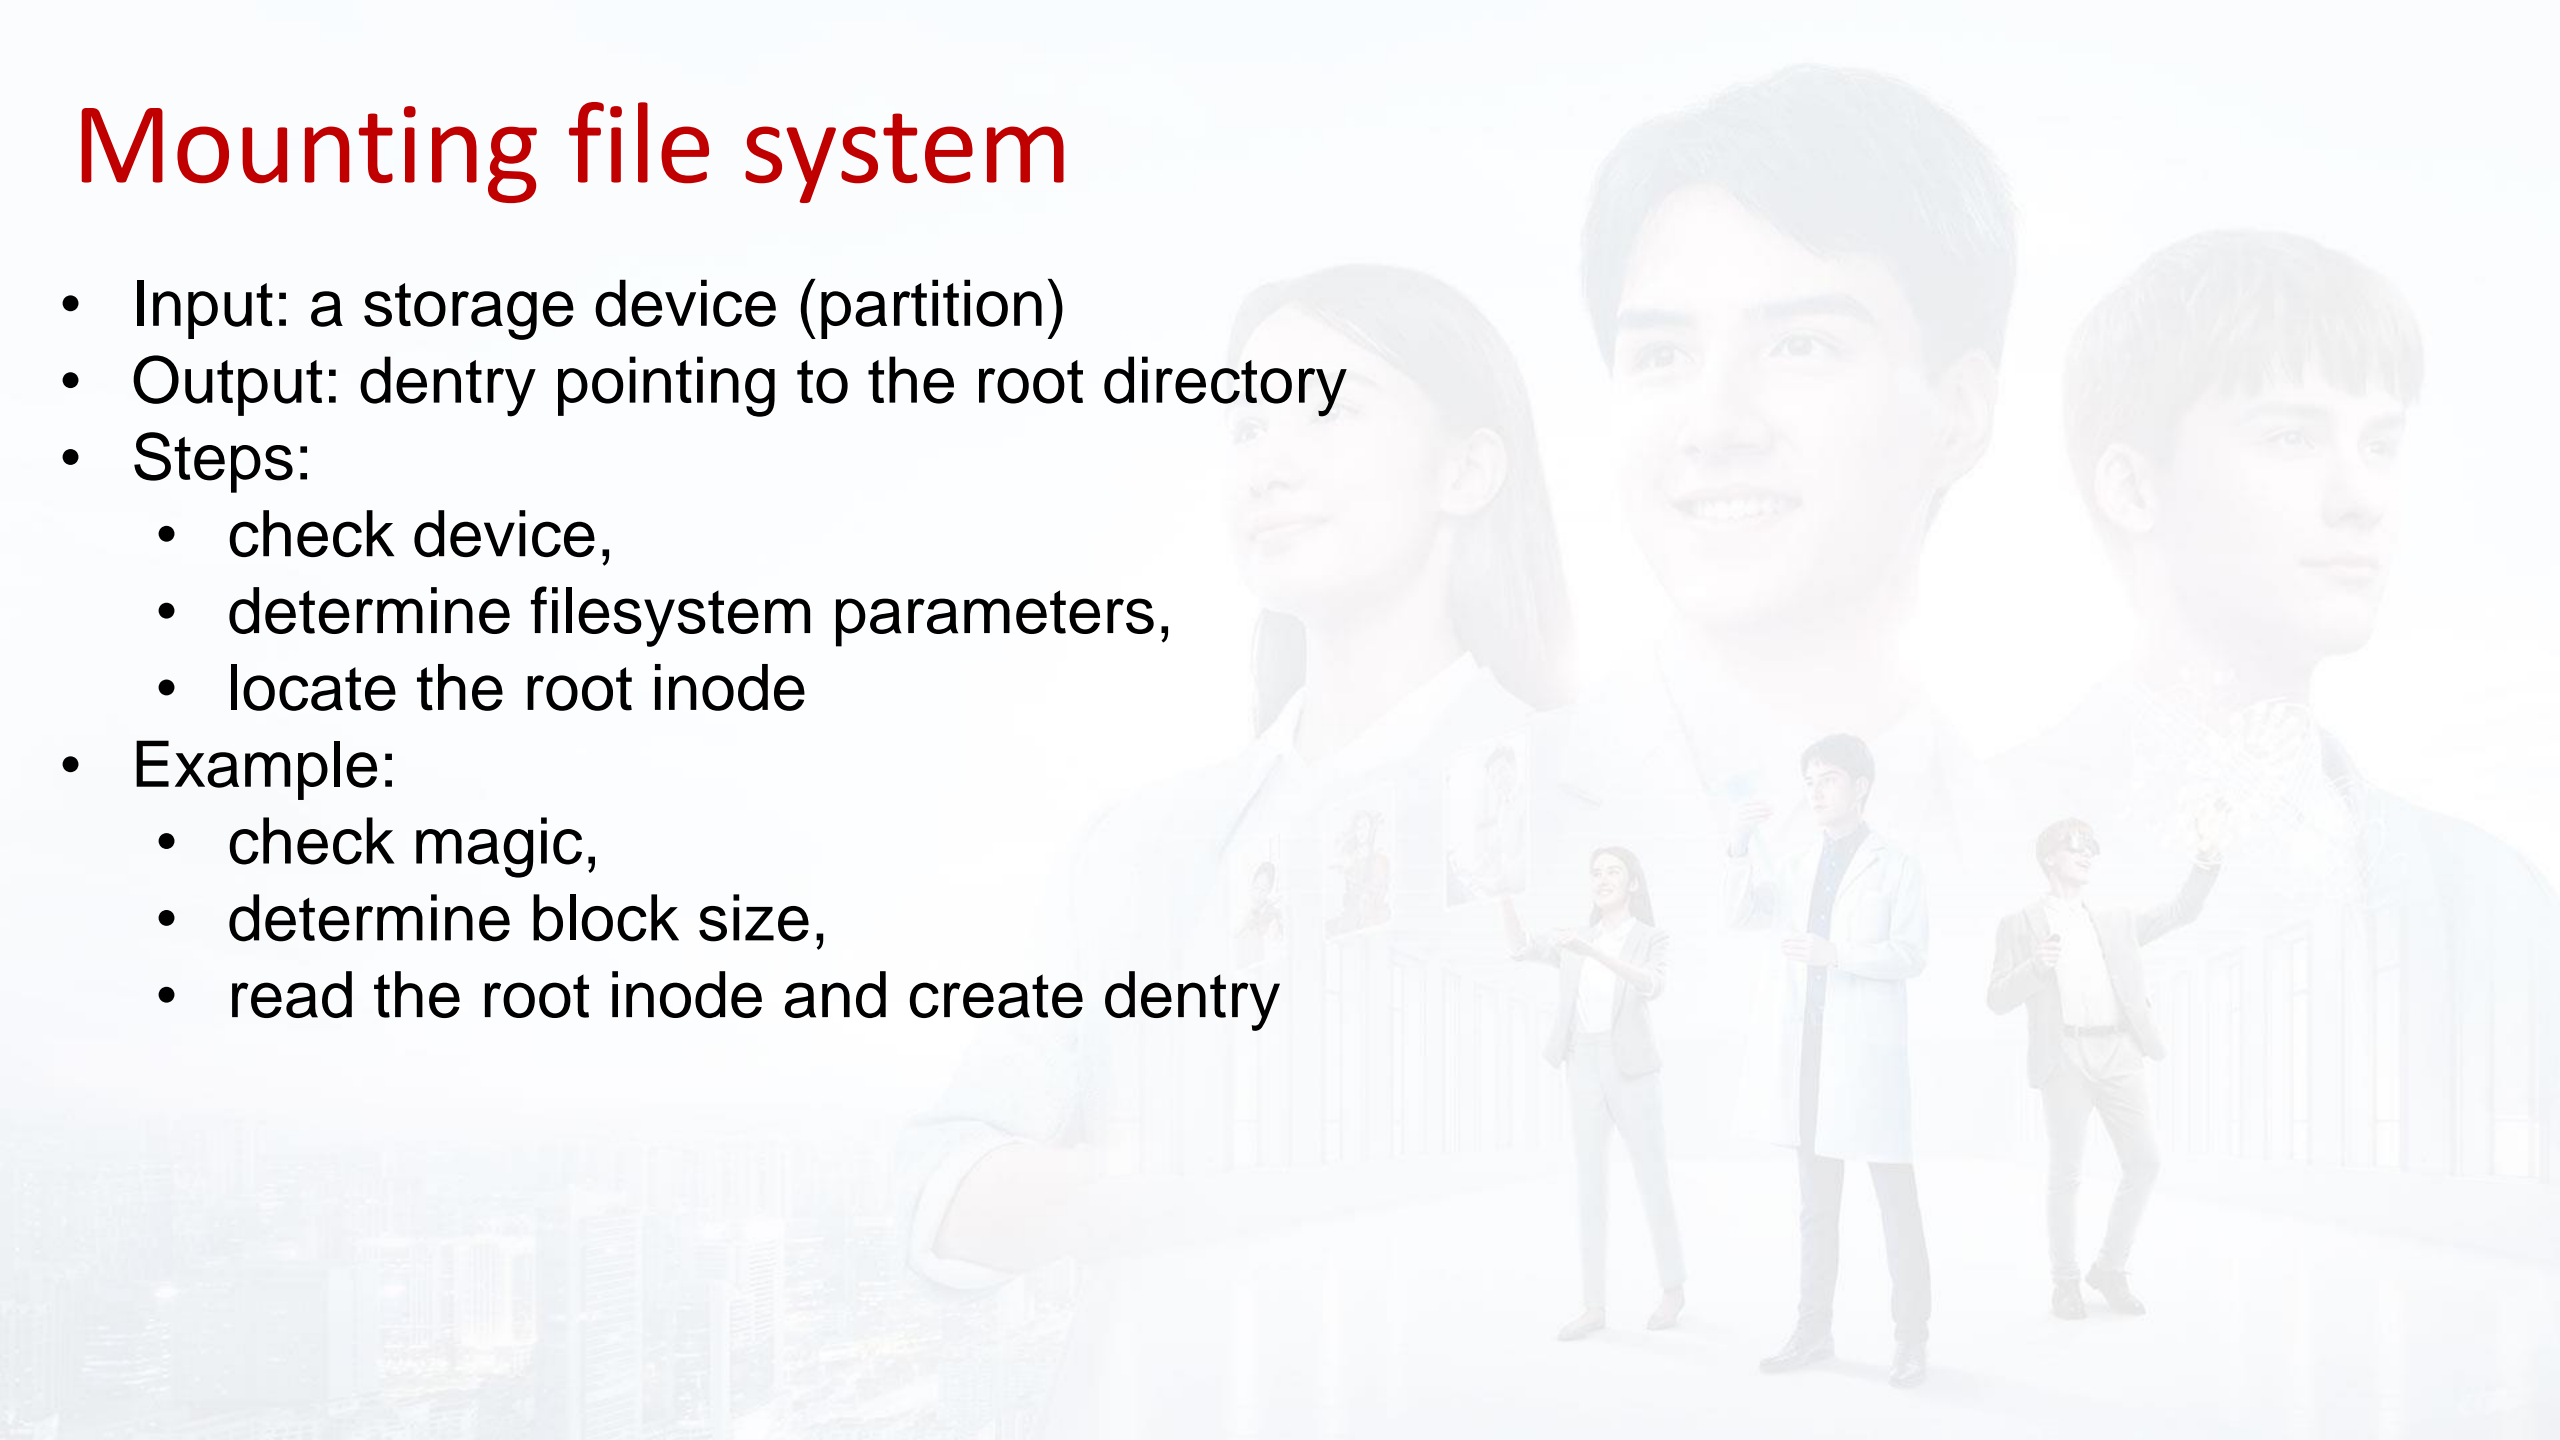 Mounting file system
• Input: a storage device (partition)
• Output: dentry pointing to the root directory
• Steps:
• check device,
• determine filesystem parameters,
• locate the root inode
• Example:
• check magic,
• determine block size,
• read the root inode and create dentry